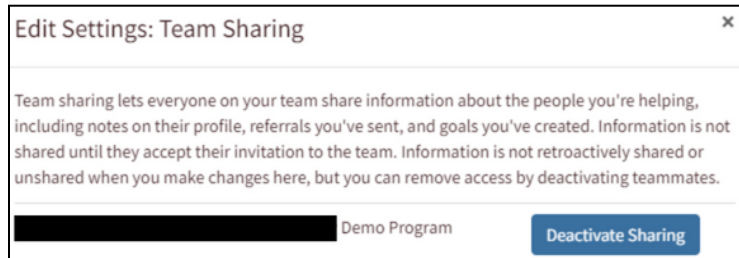 Edit Settings: Team Sharing ×
Team sharing lets everyone on your team share information about the people you're helping,
including notes on their profile, referrals you've sent, and goals you've created. Information is not
shared until they accept their invitation to the team. Information is not retroactively shared or
unshared when you make changes here, but you can remove access by deactivating teammates.
Demo Program Deactivate Sharing